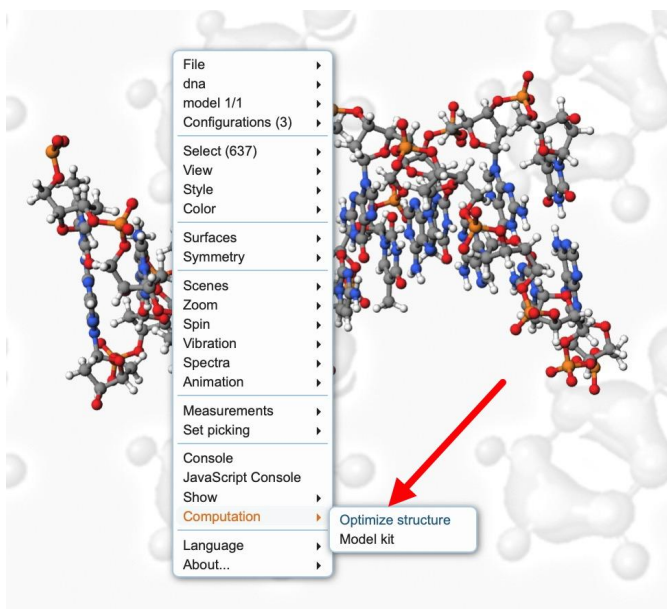 File
dna
model 1/1
Configurations (3)
Select (637)
View
Style
Color
Surfaces
Symmetry
Scenes
Zoom
Spin
Vibration
Spectra
Animation
Measurements
Set picking
Console
JavaScript Console
Show
Computation
Optimize structure
Model kit
Language
About...